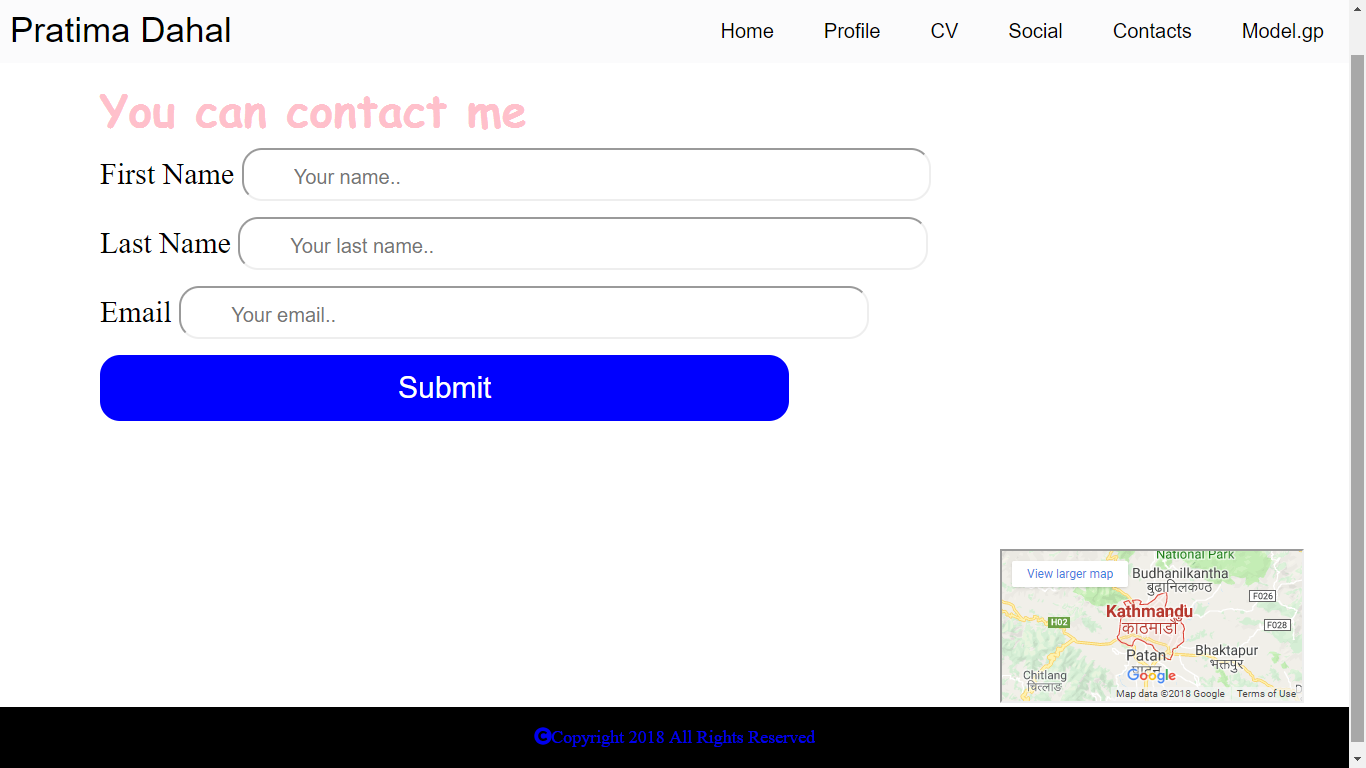 Pratima Dahal
Home Profile CV Social Contacts Model.gp
You can contact me
First Name Your name..
Last Name Your last name..
Email Your email..
Submit
National Park
View larger map
Budhanilkantha
बुढानिलकण्ठ
F026
Kathmandu
काठमाडौं
H02
F028
Patan
पाटन
Bhaktapur
भक्तपुर
Chitlang
चित्लाङ
Google
Map data ©2018 Google Terms of Use
Copyright 2018 All Rights Reserved